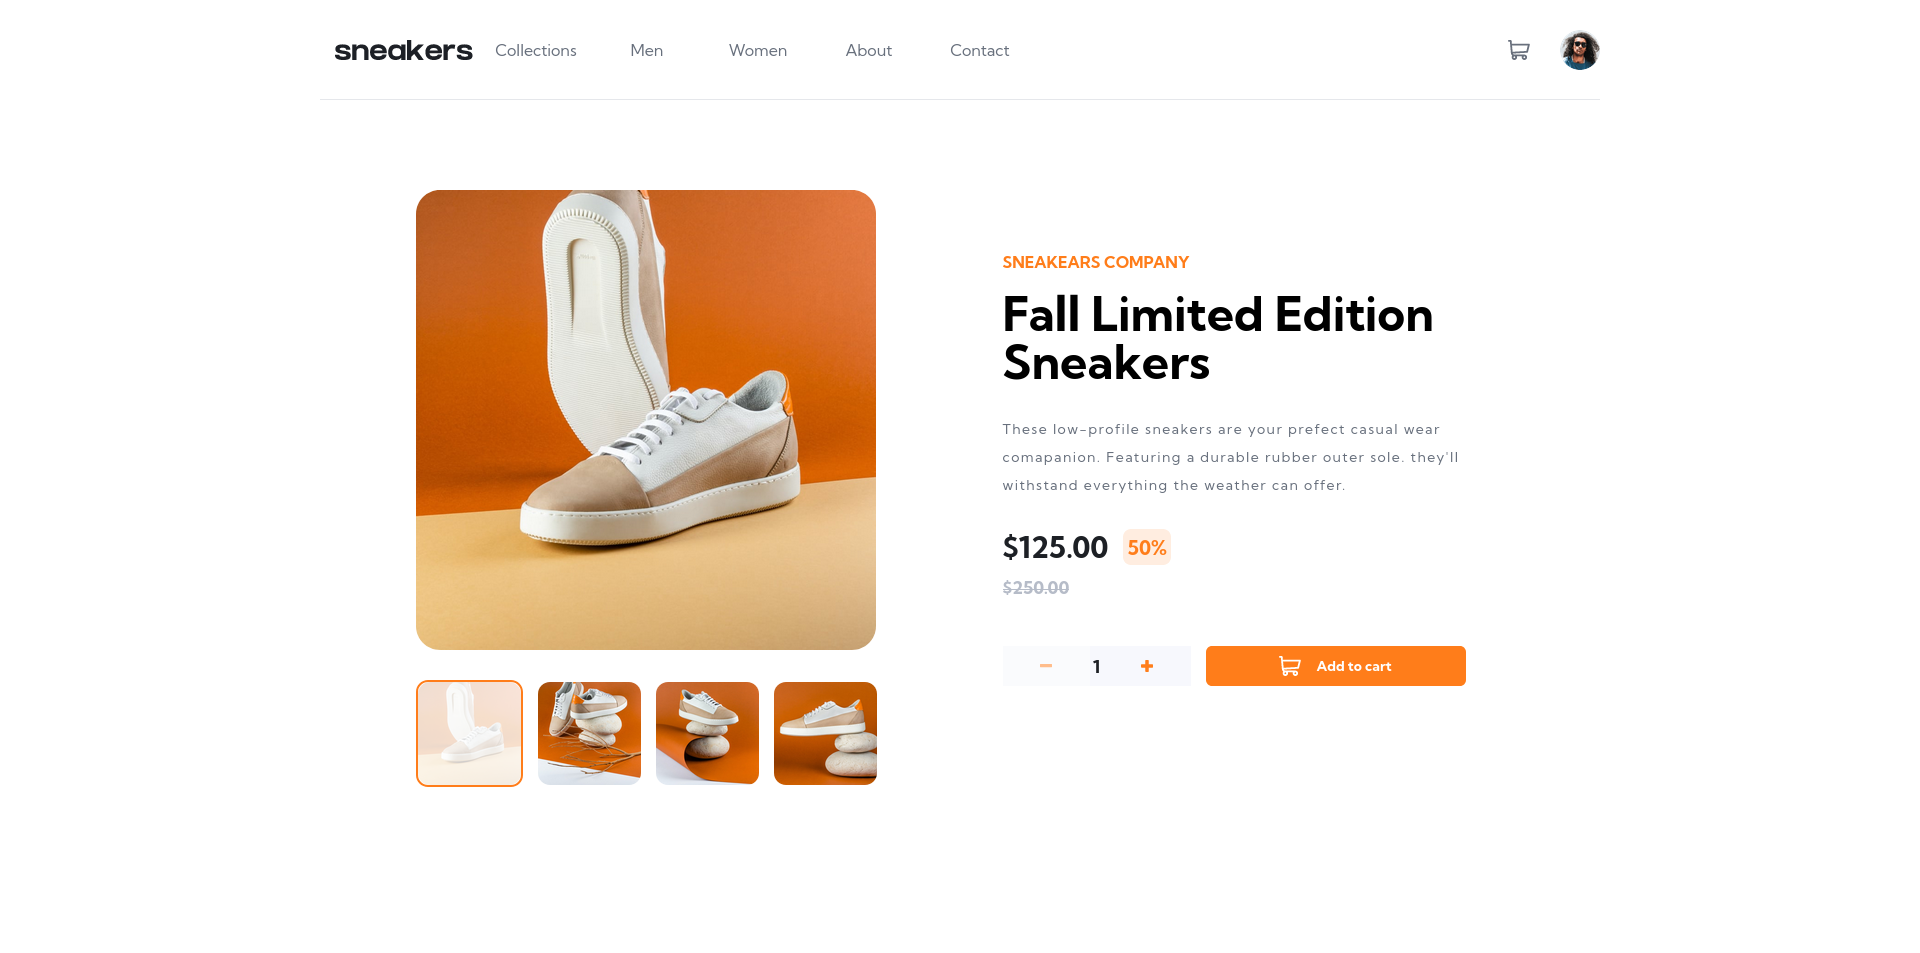 sneakers Collections Men Women About Contact
SNEAKEARS COMPANY
Fall Limited Edition
Sneakers
These low-profile sneakers are your prefect casual wear
comapanion. Featuring a durable rubber outer sole. they'll
withstand everything the weather can offer.
$125.00 50%
$250.00
1 Add to cart